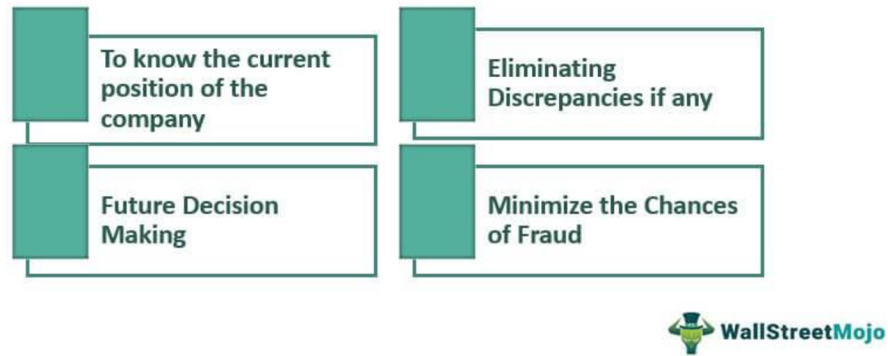 To know the current
position of the
company
Eliminating
Discrepancies if any
Future Decision
Making
Minimize the Chances
of Fraud
WallStreetMojo